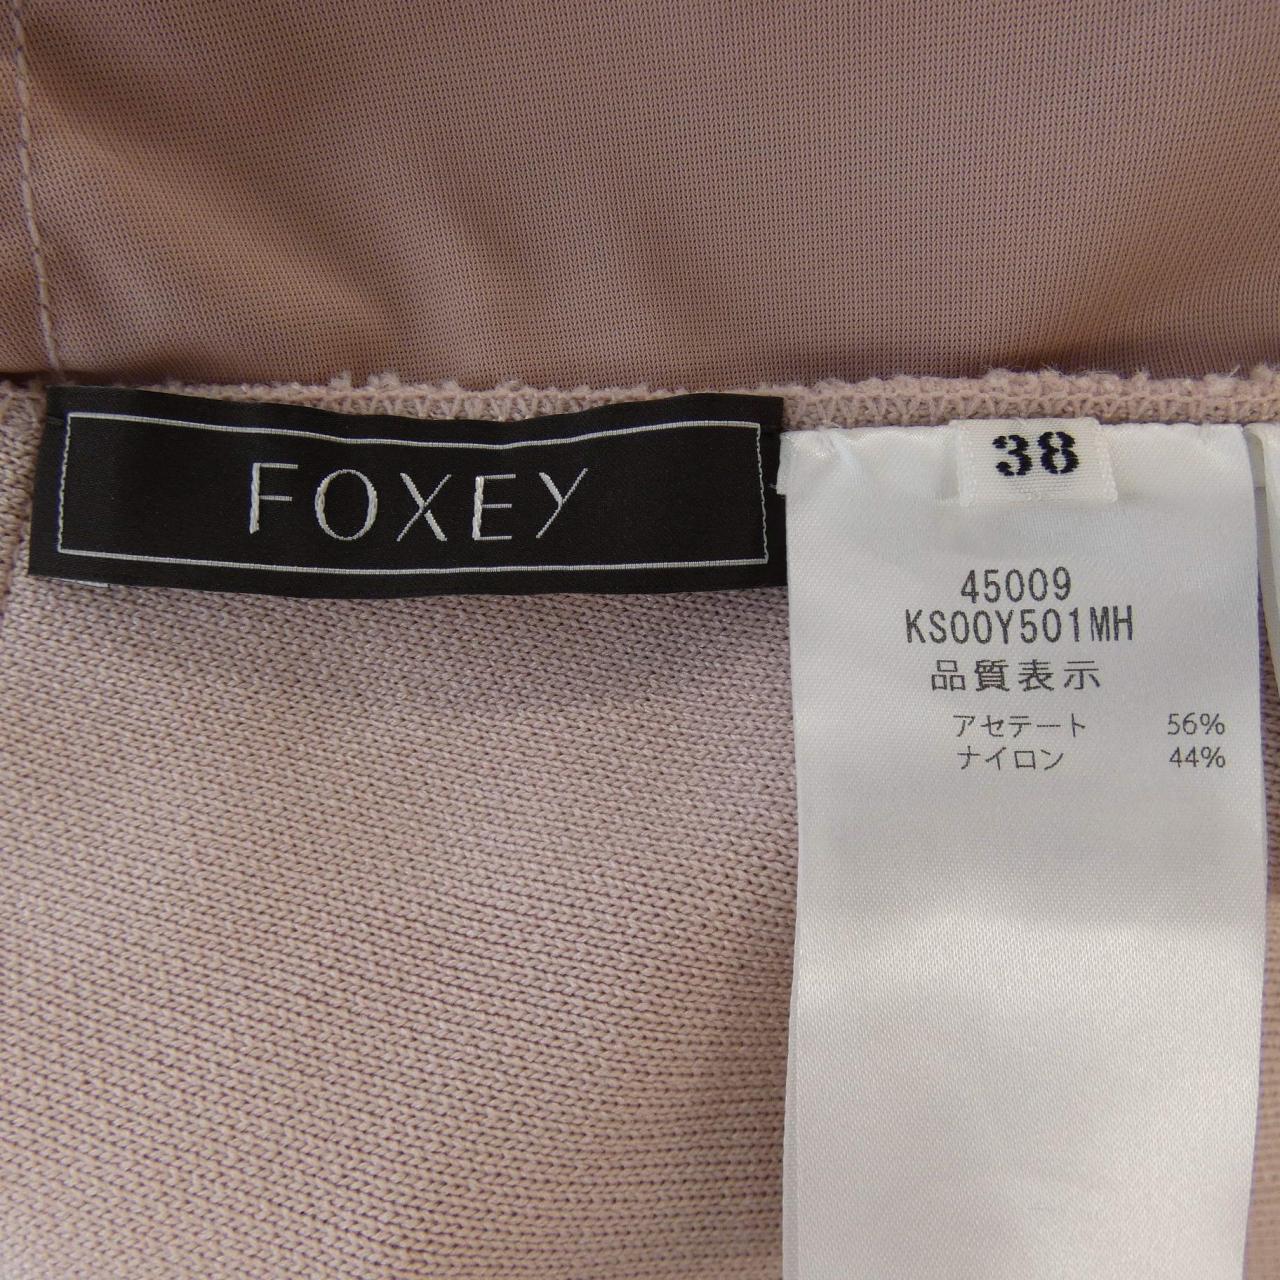 FOXEY
38
45009
KS00Y501MH
品質表示
アセテート 56%
ナイロン 44%